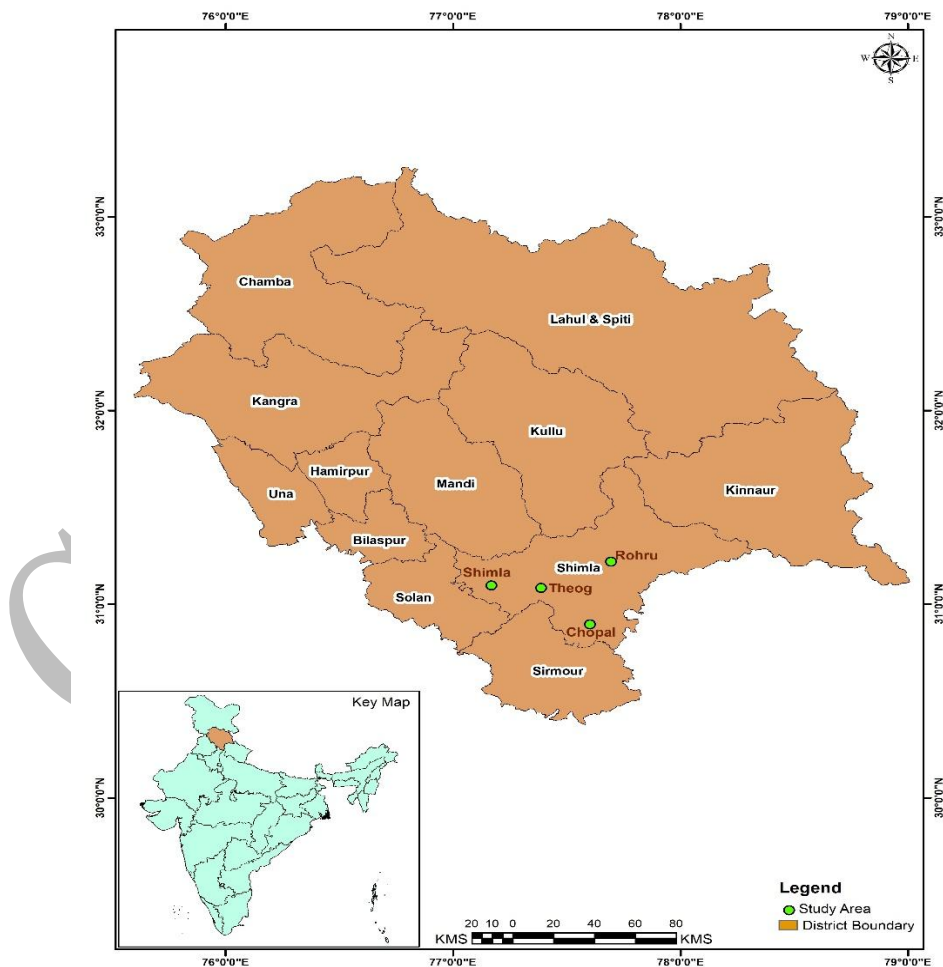 76°0'0"E 77°0'0"E 78°0'0"E 79°0'0"E
N
W E
S
33°0'0"N 33°0'0"N
Chamba
Lahul & Spiti
32°0'0"N 32°0'0"N
Kangra
Kullu
Hamirpur
Mandi
Una
Kinnaur
Bilaspur
Rohru
Shimla Shimla
Theog
Solan
31°0'0"N 31°0'0"N
Chopal
Sirmour
Key Map
30°0'0"N 30°0'0"N
Legend
Study Area
District Boundary
20 10 0 20 40 60 80
KMS KMS
76°0'0"E 77°0'0"E 78°0'0"E 79°0'0"E